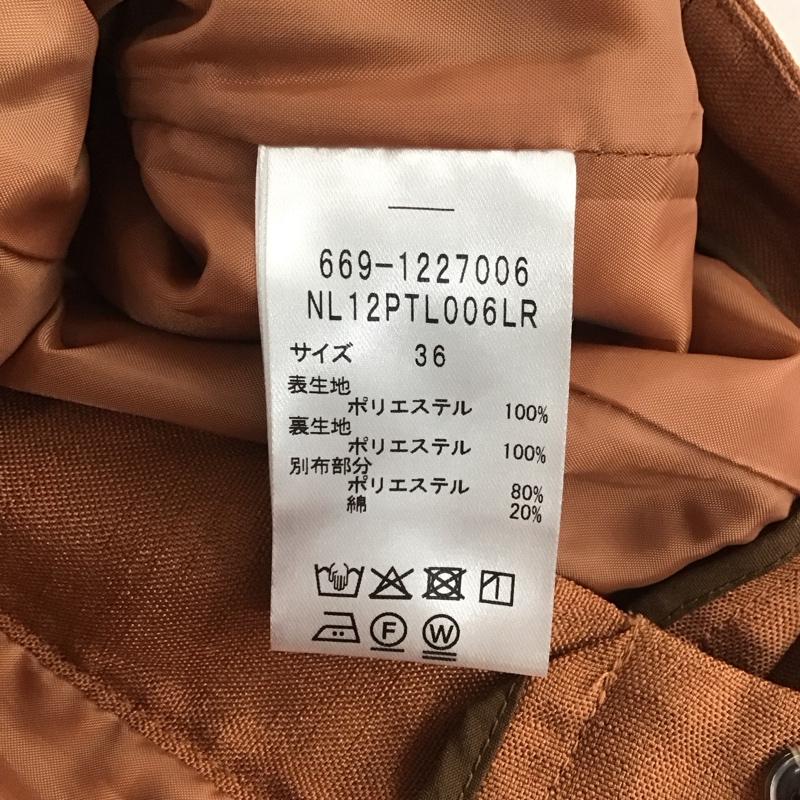 669-1227006
NL12PTL006LR
サイズ 36
表生地
ポリエステル 100%
裏生地
ポリエステル 100%
別布部分
ポリエステル 80%
綿 20%
F W